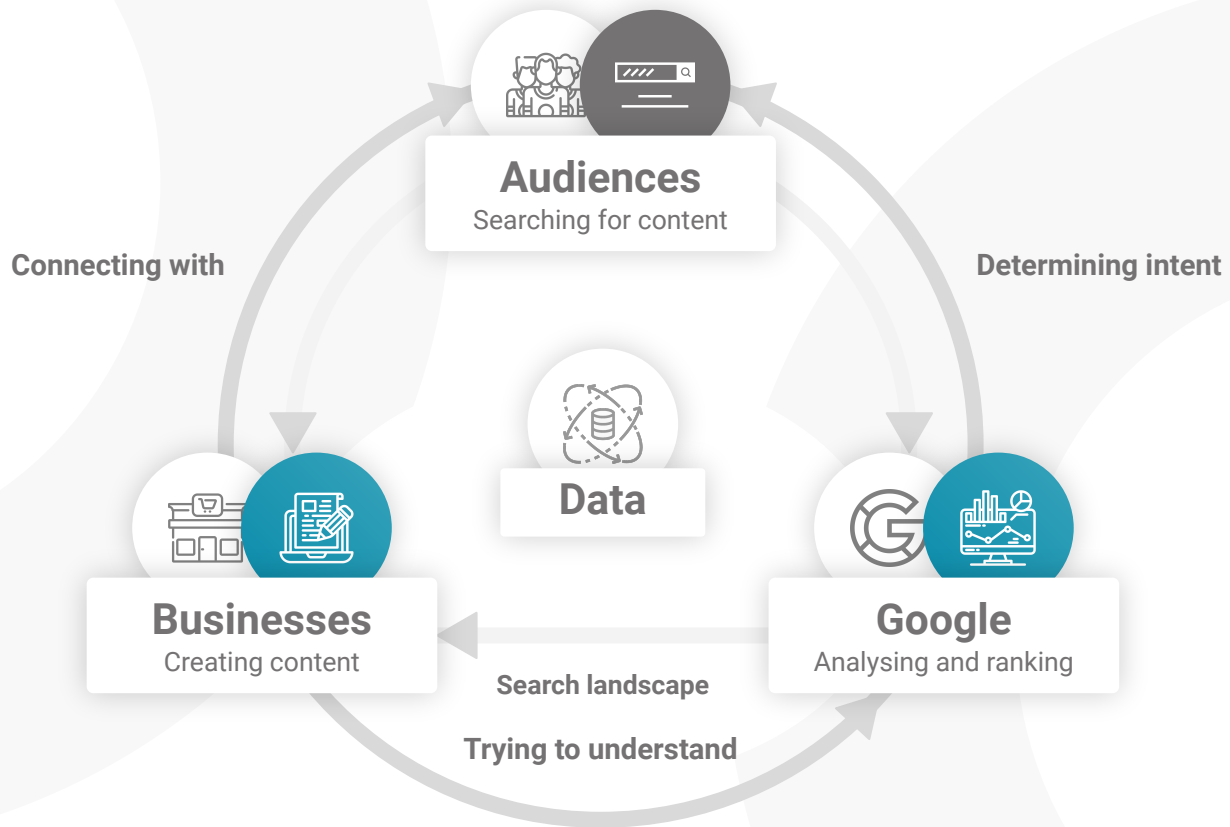 Audiences
Searching for content
Connecting with
Determining intent
Data
Businesses
Creating content
Google
Analysing and ranking
Search landscape
Trying to understand